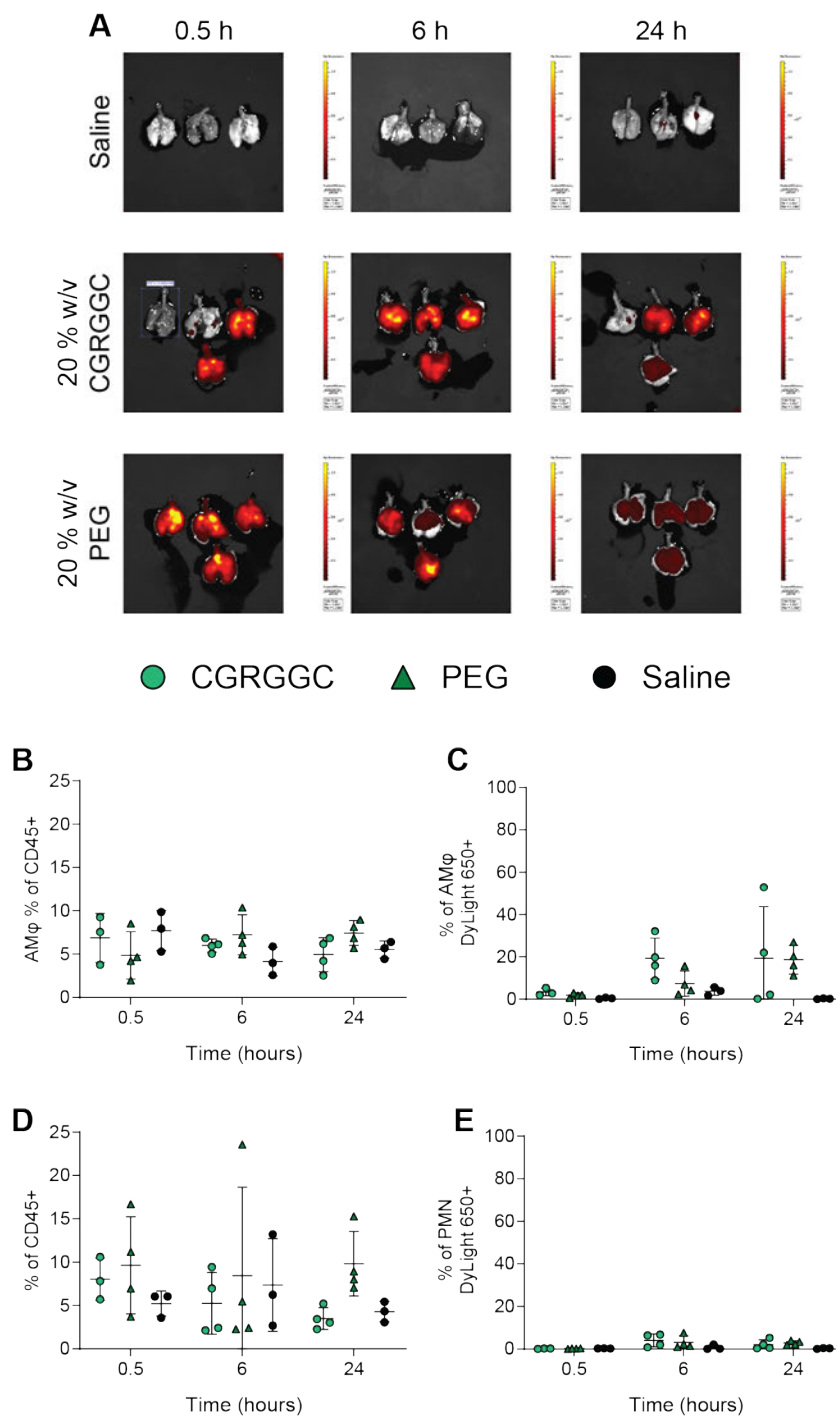 A
0.5 h 6 h 24 h
Saline
20 % w/v
CGRGGC
20 % w/v
PEG
CGRGGC PEG Saline
B
AMφ % of CD45+
25
20
15
10
5
0
0.5 6 24
Time (hours)
C
% of AMφ
DyLight 650+
100
80
60
40
20
0
0.5 6 24
Time (hours)
D
% of CD45+
25
20
15
10
5
0
0.5 6 24
Time (hours)
E
% of PMN
DyLight 650+
100
80
60
40
20
0
0.5 6 24
Time (hours)